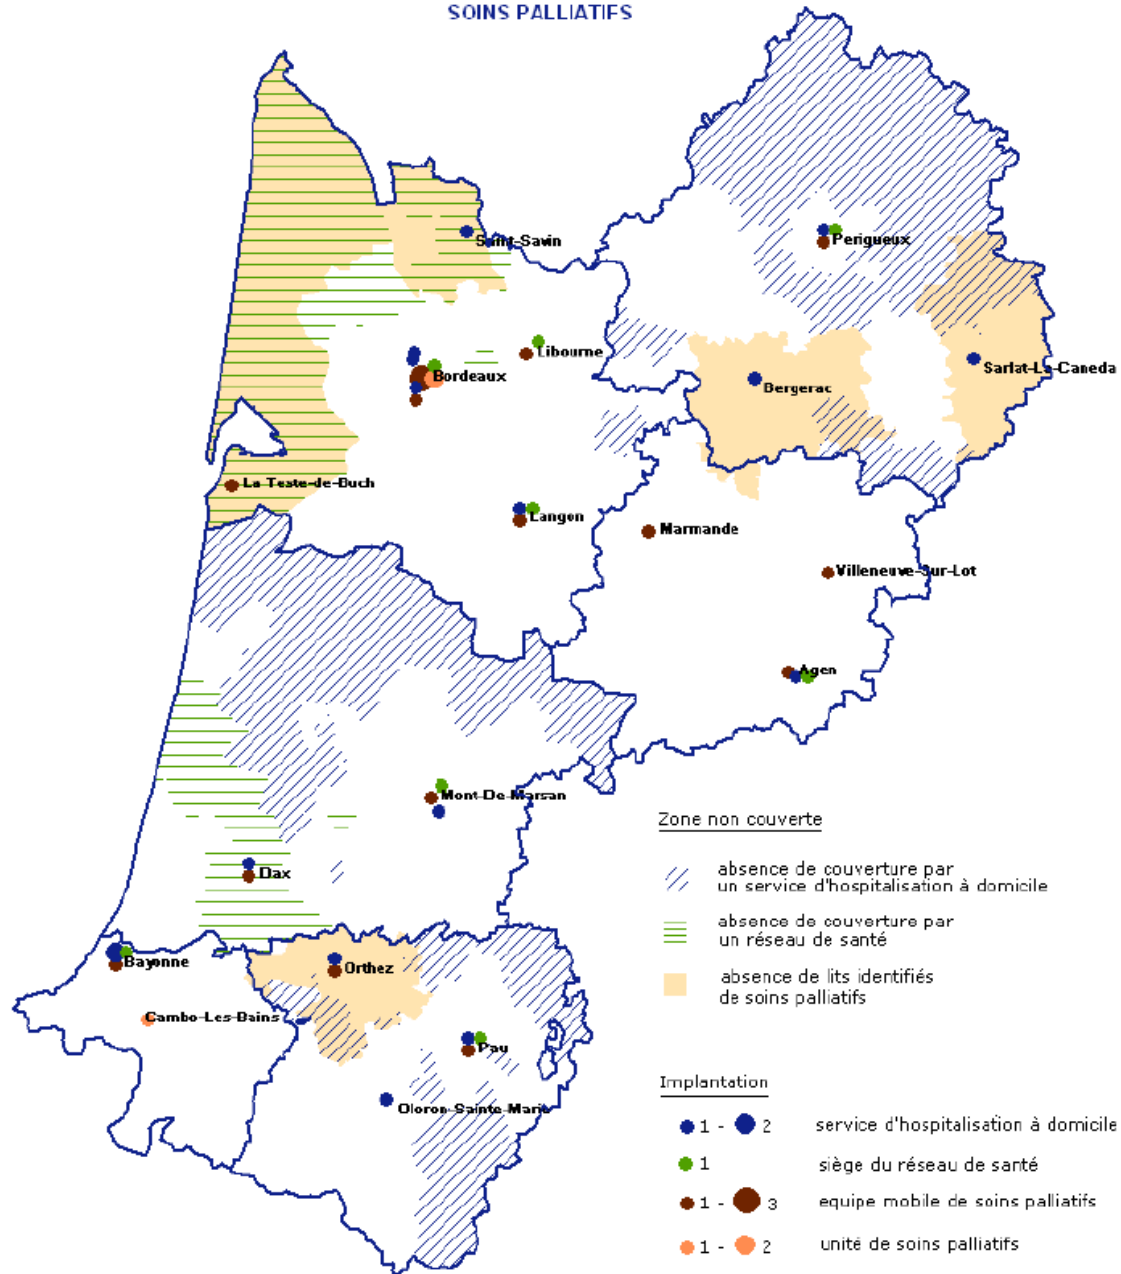 SOINS PALLIATIFS
Saint-Savin
Perigueux
Libourne
Bordeaux
Bergerac
Sarlat-La-Caneda
La Teste-de-Buch
Langon
Marmande
Villeneuve-Sur-Lot
Agen
Mont-De-Marsan
Dax
Bayonne
Orthez
Cambo-Les-Bains
Pau
Oloron-Sainte-Marie
Zone non couverte
absence de couverture par
un service d'hospitalisation à domicile
absence de couverture par
un réseau de santé
absence de lits identifiés
de soins palliatifs
Implantation
1 - 2 service d'hospitalisation à domicile
1 siège du réseau de santé
1 - 3 equipe mobile de soins palliatifs
1 - 2 unité de soins palliatifs